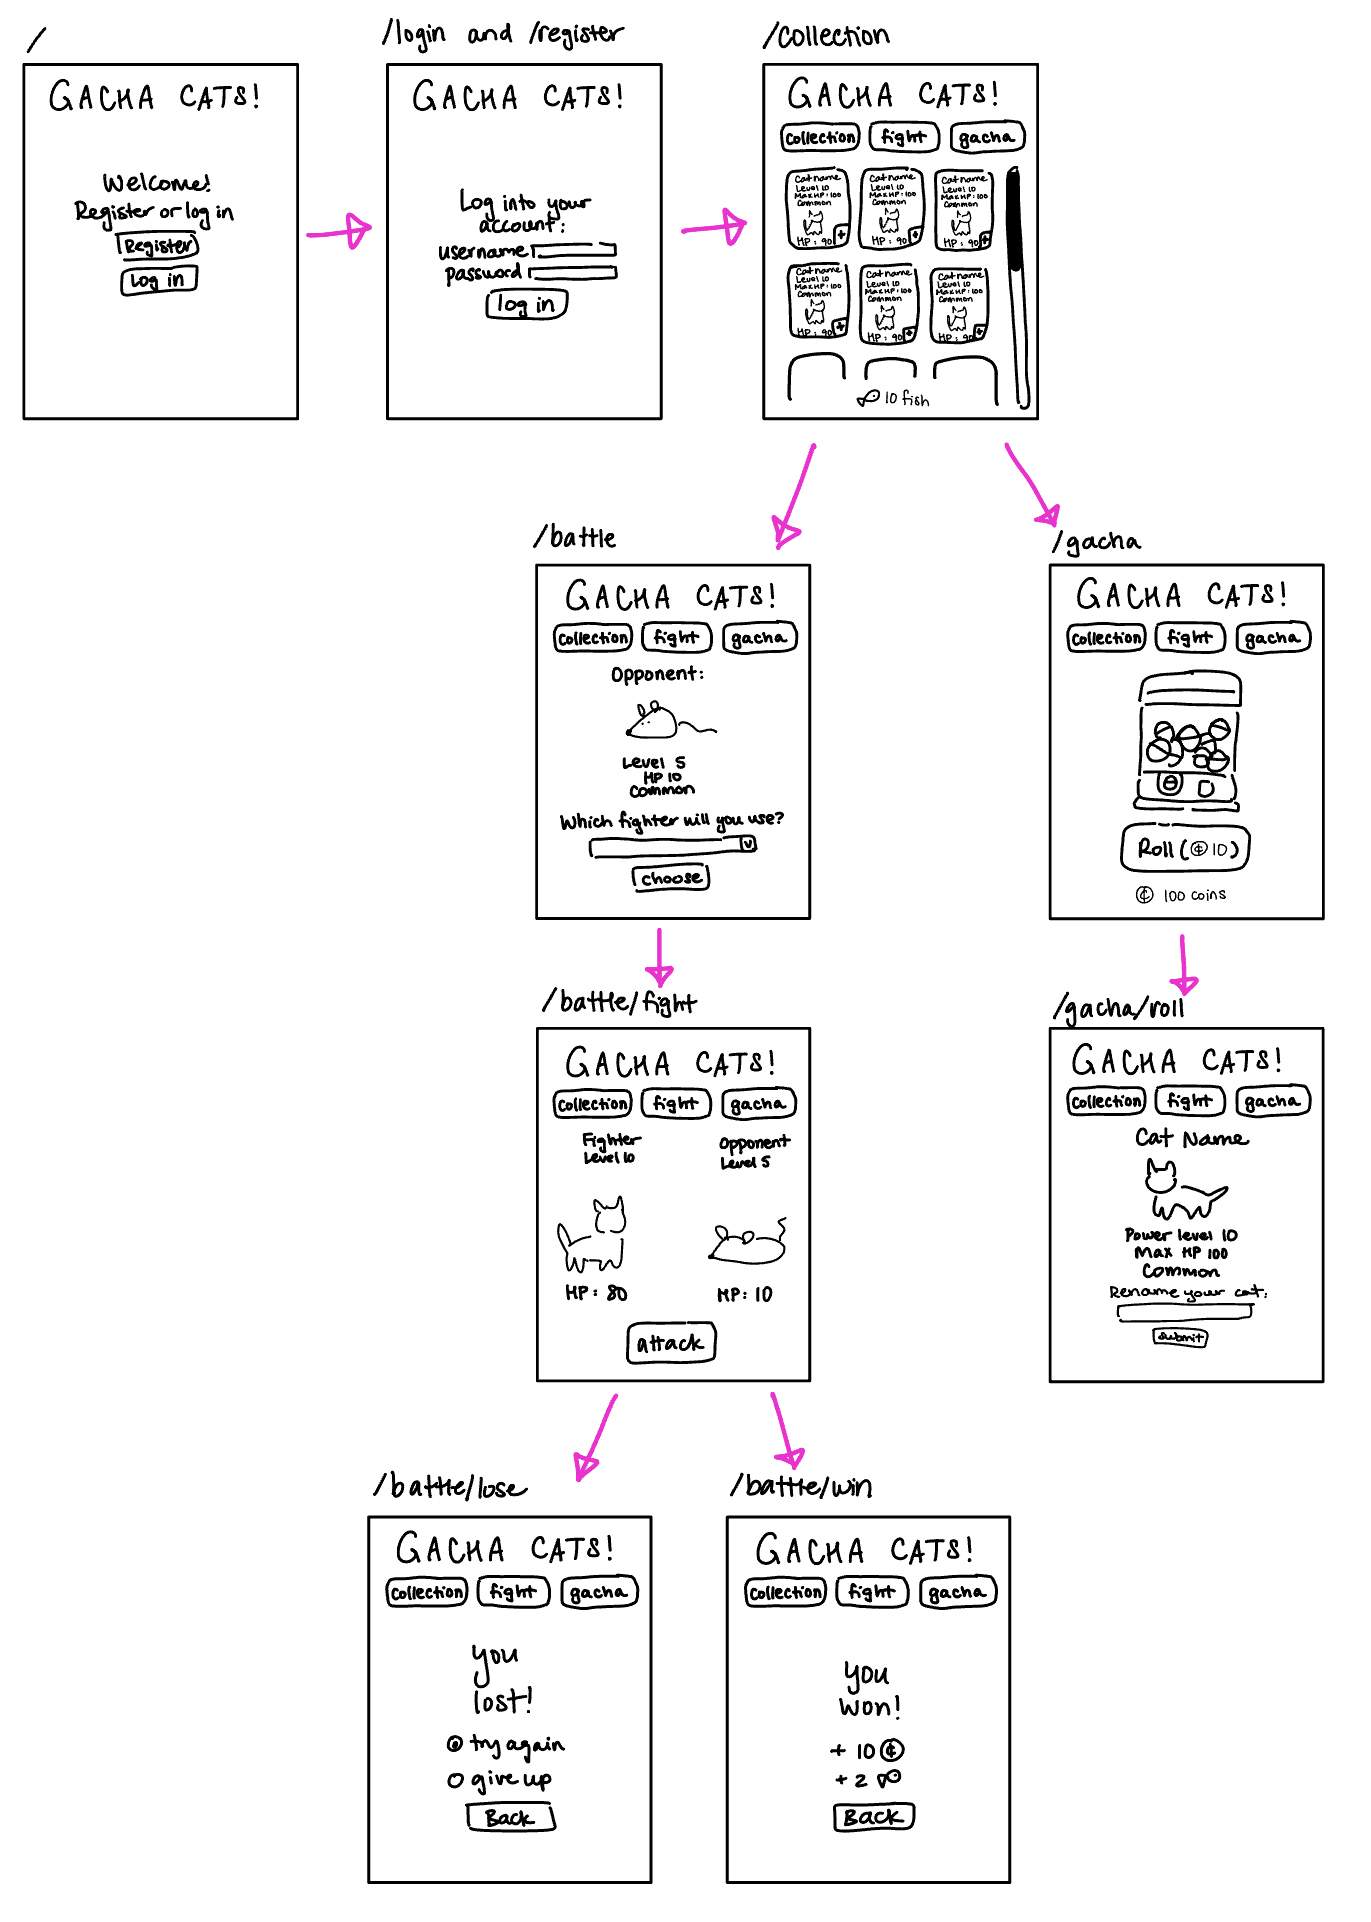 /
GACHA CATS!
Welcome!
Register or log in
Register
Log in
/login and /register
GACHA CATS!
Log into your
account:
username
password
log in
/collection
GACHA CATS!
collection fight gacha
Cat name
Level 10
Max HP: 100
Common
HP: 90 +
Cat name
Level 10
Max HP: 100
Common
HP: 90 +
Cat name
Level 10
Max HP: 100
Common
HP: 90 +
Cat name
Level 10
Max HP: 100
Common
HP: 90 +
Cat name
Level 10
Max HP: 100
Common
HP: 90 +
Cat name
Level 10
Max HP: 100
Common
HP: 90 +
10 fish
/battle
GACHA CATS!
collection fight gacha
Opponent:
Level 5
HP 10
Common
Which fighter will you use?
v
choose
/gacha
GACHA CATS!
collection fight gacha
Roll (¢ 10)
¢ 100 coins
/battle/fight
GACHA CATS!
collection fight gacha
Fighter
Level 10
Opponent
Level 5
HP: 80
HP: 10
attack
/gacha/roll
GACHA CATS!
collection fight gacha
Cat Name
Power level 10
Max HP 100
Common
Rename your cat:
submit
/battle/lose
GACHA CATS!
collection fight gacha
you
lost!
try again
give up
Back
/battle/win
GACHA CATS!
collection fight gacha
you
won!
+ 10 ¢
+ 2
Back